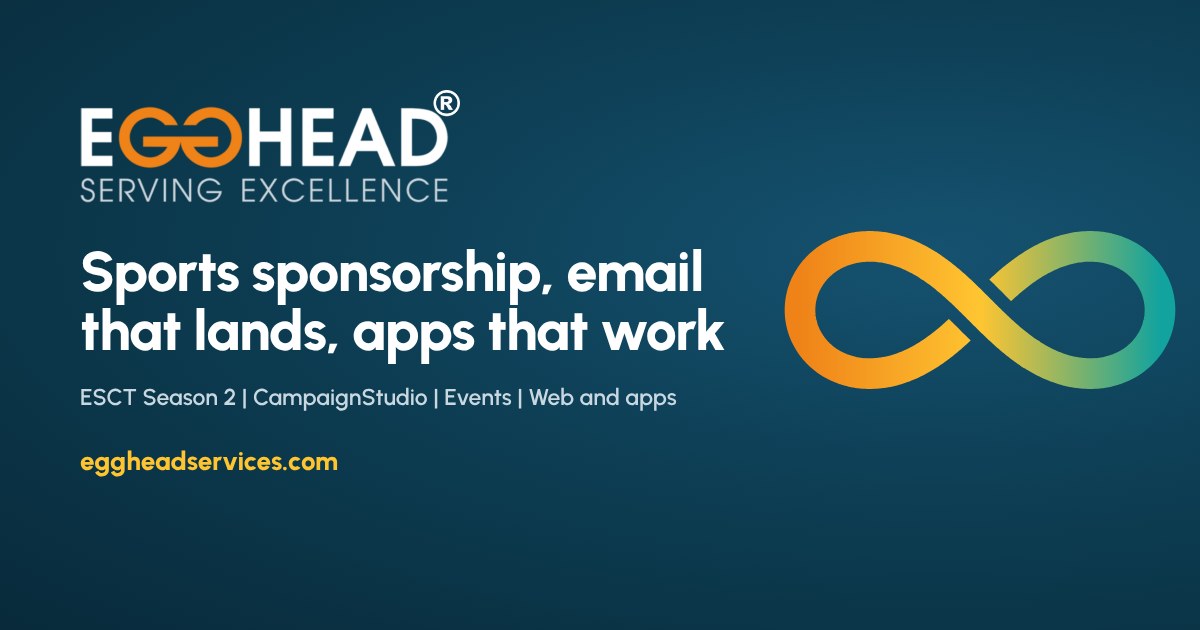 EGGHEAD®
SERVING EXCELLENCE
Sports sponsorship, email
that lands, apps that work
ESCT Season 2 | CampaignStudio | Events | Web and apps
eggheadservices.com